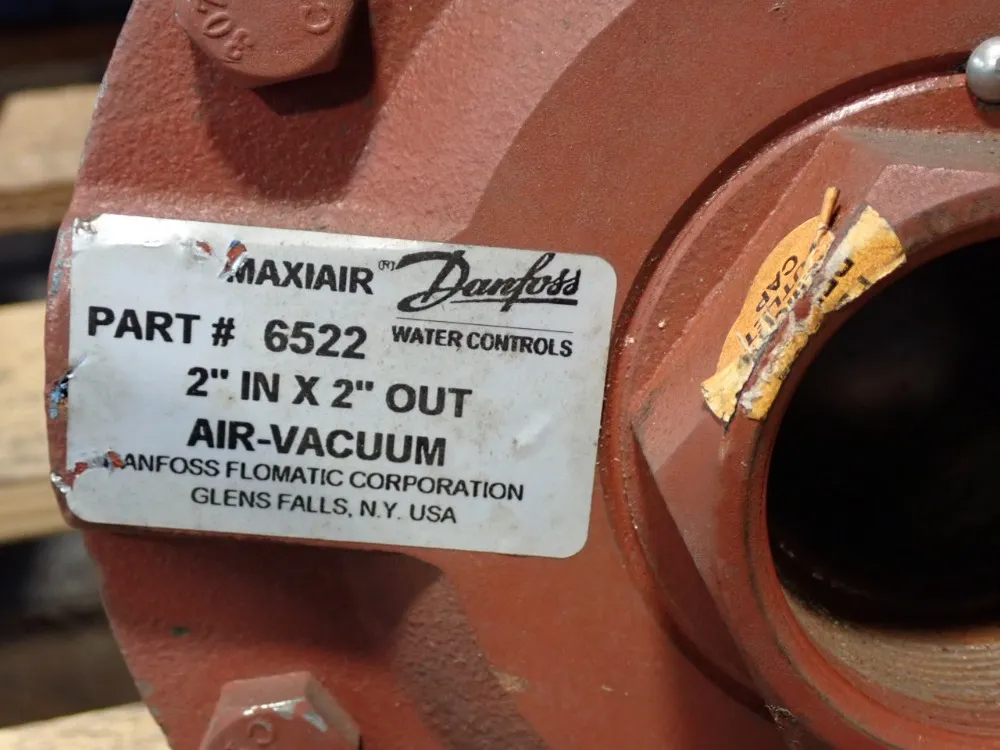 MAXIAIR (R) Danfoss
WATER CONTROLS
PART # 6522
2" IN X 2" OUT
AIR-VACUUM
ANFOSS FLOMATIC CORPORATION
GLENS FALLS, N.Y. USA